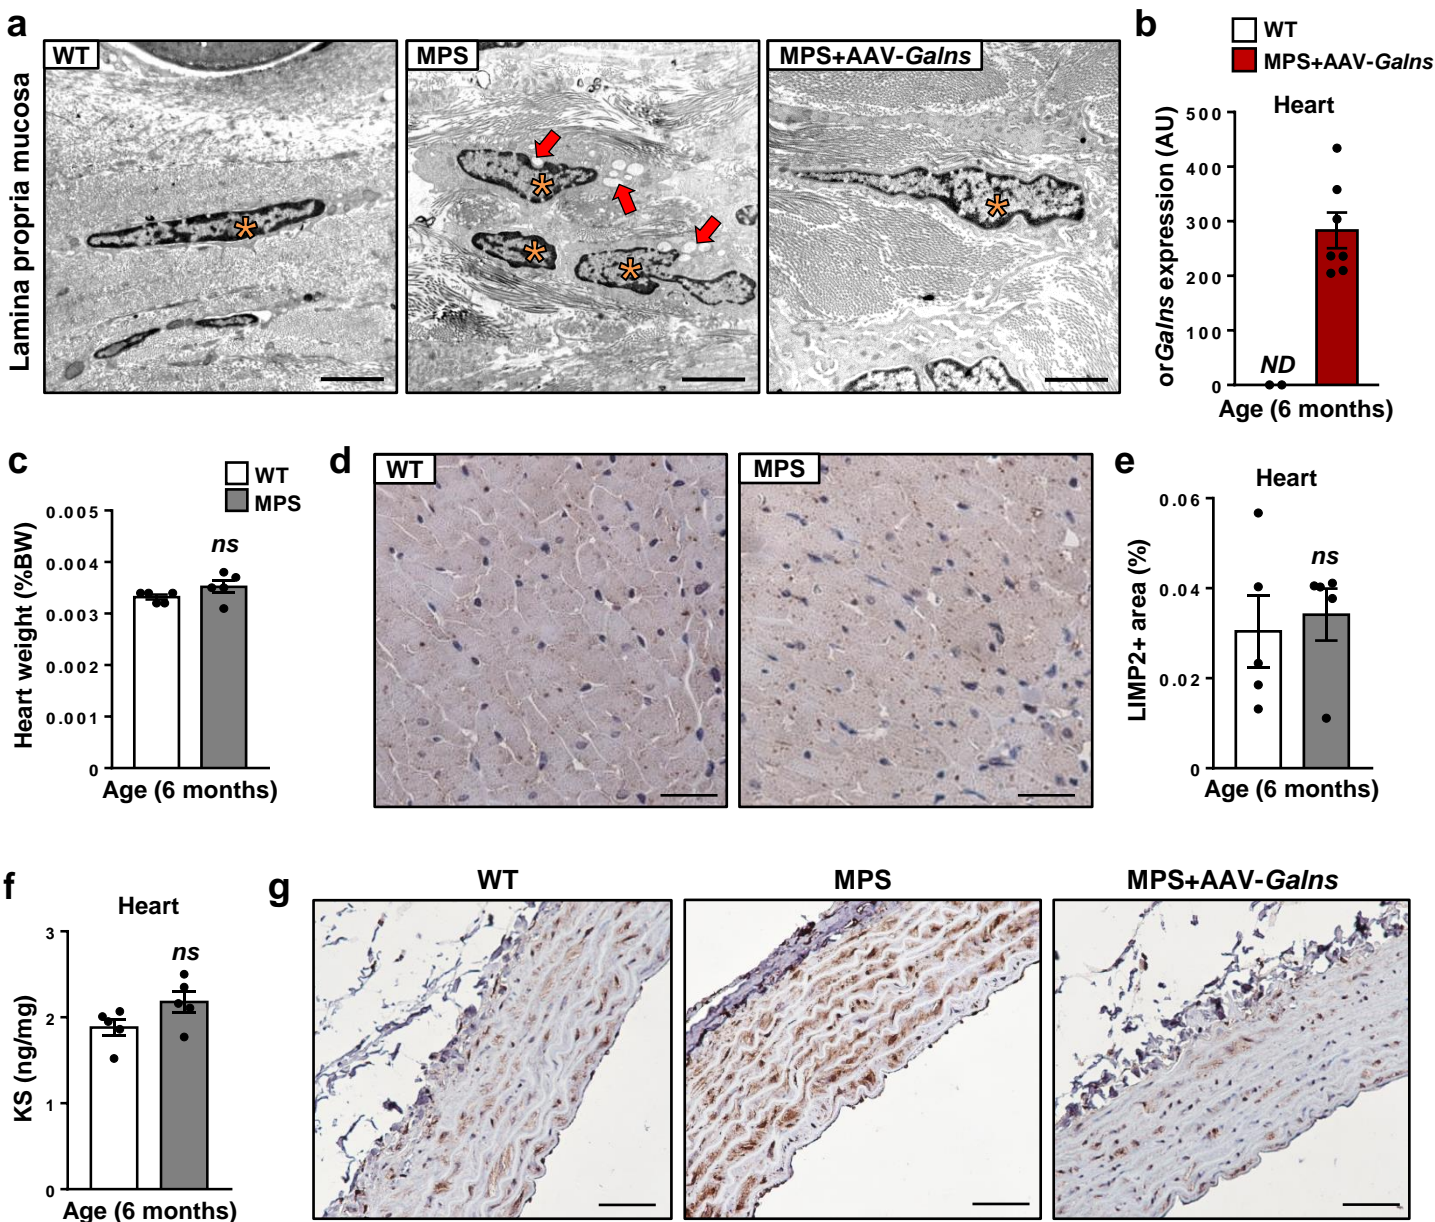 a
WT
MPS
MPS+AAV-Galns
Lamina propria mucosa
b
WT
MPS+AAV-Galns
Heart
orGalns expression (AU)
500
400
300
200
100
0
ND
Age (6 months)
c
WT
MPS
Heart weight (%BW)
0.005
0.004
0.003
0.002
0.001
0
ns
Age (6 months)
d
WT
MPS
e
Heart
LIMP2+ area (%)
0.06
0.04
0.02
0
ns
Age (6 months)
f
Heart
KS (ng/mg)
3
2
1
0
ns
Age (6 months)
g
WT
MPS
MPS+AAV-Galns